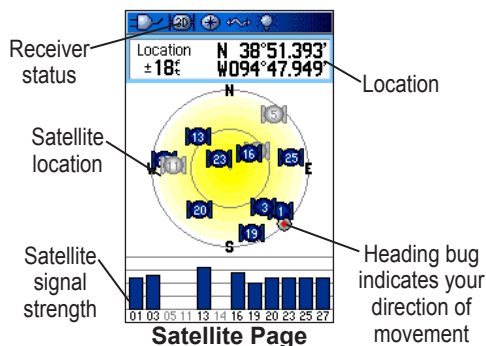 Receiver
status
3D
Location N 38°51.393'
±18ft W094°47.949'
Location
N
5
13
Satellite
location
16
23
25
11
W
E
20
3
1
19
S
Satellite
signal
strength
Heading bug
indicates your
direction of
movement
01 03 05 11 13 14 16 19 20 23 25 27
Satellite Page